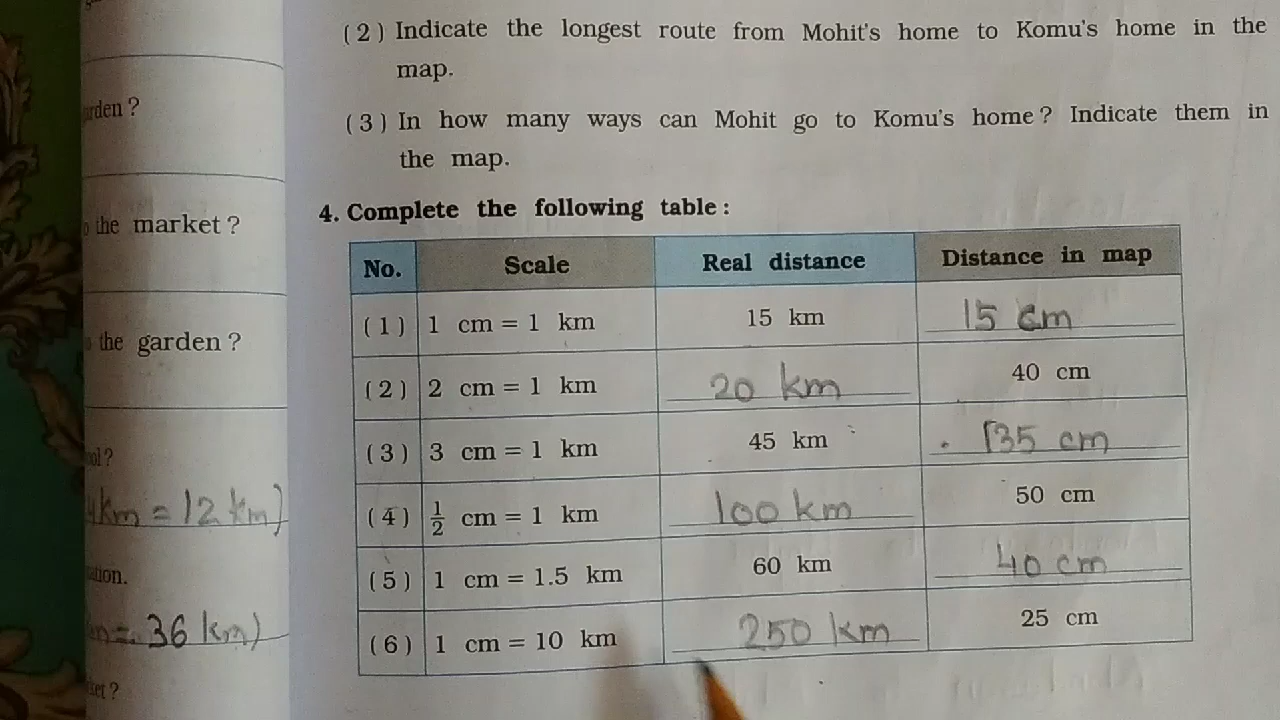 (2) Indicate the longest route from Mohit's home to Komu's home in the
map.
(3) In how many ways can Mohit go to Komu's home? Indicate them in
the map.
4. Complete the following table:
No. Scale Real distance Distance in map
(1) 1 cm = 1 km 15 km 15 cm
(2) 2 cm = 1 km 20 km 40 cm
(3) 3 cm = 1 km 45 km 135 cm
(4) 1/2 cm = 1 km 100 km 50 cm
(5) 1 cm = 1.5 km 60 km 40 cm
(6) 1 cm = 10 km 250 km 25 cm
the market?
the garden?
km = 12 km)
= 36 km)